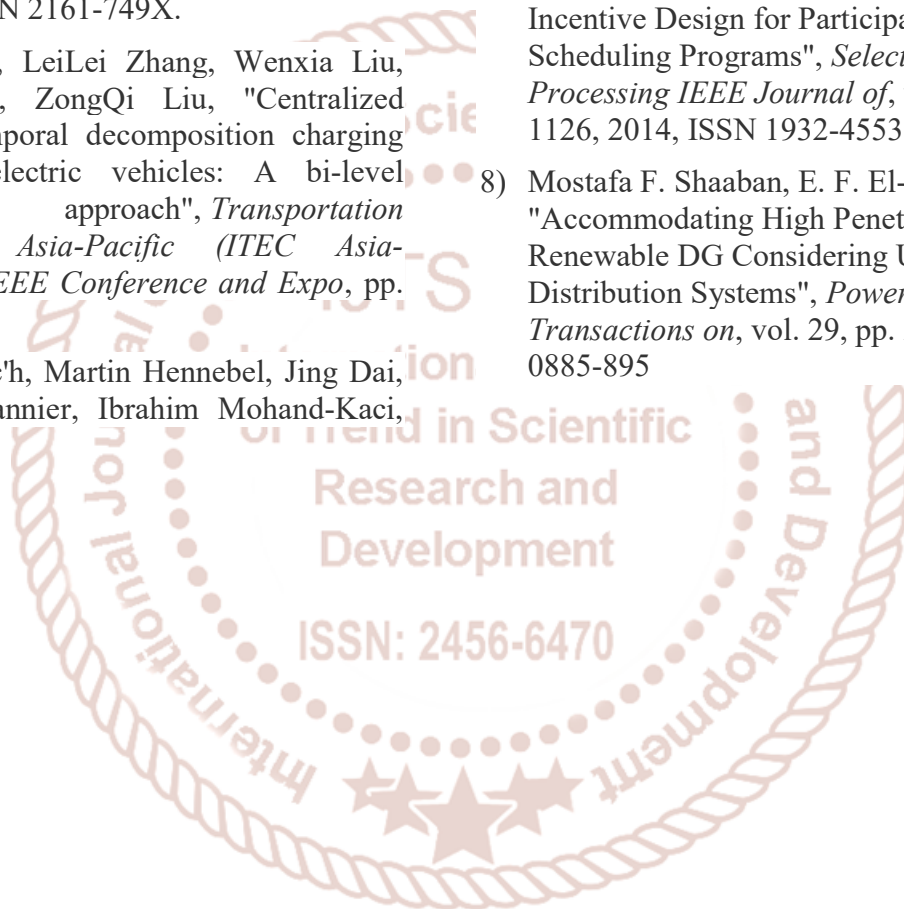 N 2161-749X.
, LeiLei Zhang, Wenxia Liu,
, ZongQi Liu, "Centralized
poral decomposition charging
electric vehicles: A bi-level
approach", Transportation
Asia-Pacific (ITEC Asia-
EEE Conference and Expo, pp.
c'h, Martin Hennebel, Jing Dai,
annier, Ibrahim Mohand-Kaci,
Incentive Design for Participa
Scheduling Programs", Select
Processing IEEE Journal of,
1126, 2014, ISSN 1932-4553
8) Mostafa F. Shaaban, E. F. El-
"Accommodating High Penet
Renewable DG Considering U
Distribution Systems", Power
Transactions on, vol. 29, pp.
0885-895
of Trend in Scientific
Research and
Development
ISSN: 2456-6470
International Jour
and Development